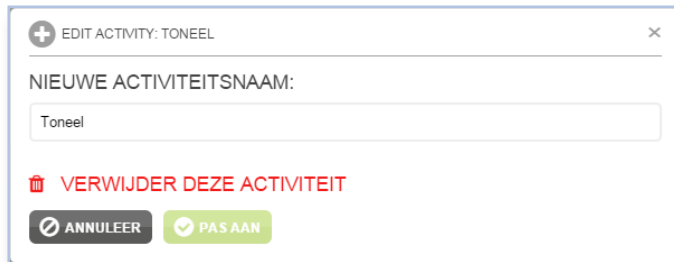 EDIT ACTIVITY: TONEEL
NIEUWE ACTIVITEITSNAAM:
Toneel
VERWIJDER DEZE ACTIVITEIT
ANNULEER PAS AAN